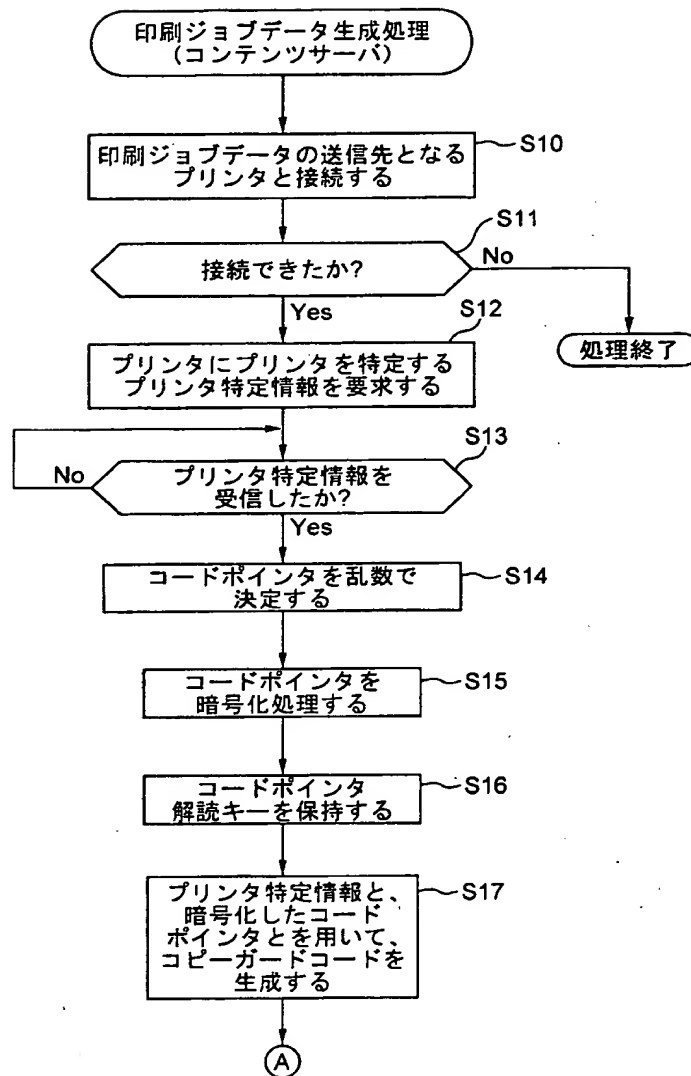 印刷ジョブデータ生成処理
(コンテンツサーバ)
印刷ジョブデータの送信先となる
プリンタと接続する
S10
接続できたか?
S11
No
Yes
処理終了
プリンタにプリンタを特定する
プリンタ特定情報を要求する
S12
プリンタ特定情報を
受信したか?
S13
No
Yes
コードポインタを乱数で
決定する
S14
コードポインタを
暗号化処理する
S15
コードポインタ
解読キーを保持する
S16
プリンタ特定情報と、
暗号化したコード
ポインタとを用いて、
コピーガードコードを
生成する
S17
A